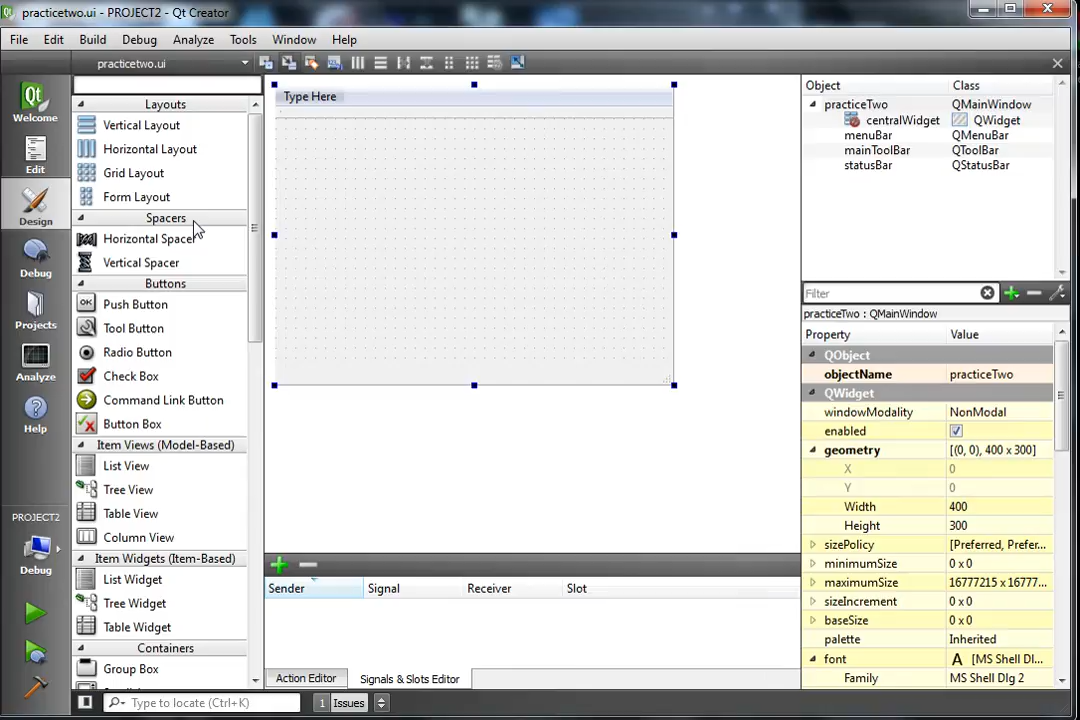 practicetwo.ui - PROJECT2 - Qt Creator
File Edit Build Debug Analyze Tools Window Help
practicetwo.ui
Qt
Welcome
Edit
Design
Debug
Projects
Analyze
Help
PROJECT2
Debug
Layouts
Vertical Layout
Horizontal Layout
Grid Layout
Form Layout
Spacers
Horizontal Spacer
Vertical Spacer
Buttons
OK Push Button
Tool Button
Radio Button
Check Box
Command Link Button
Button Box
Item Views (Model-Based)
List View
Tree View
Table View
Column View
Item Widgets (Item-Based)
List Widget
Tree Widget
Table Widget
Containers
Group Box
Type Here
Sender Signal Receiver Slot
Action Editor Signals & Slots Editor
Object Class
practiceTwo QMainWindow
centralWidget QWidget
menuBar QMenuBar
mainToolBar QToolBar
statusBar QStatusBar
Filter
practiceTwo : QMainWindow
Property Value
QObject
objectName practiceTwo
QWidget
windowModality NonModal
enabled
geometry [(0, 0), 400 x 300]
X 0
Y 0
Width 400
Height 300
sizePolicy [Preferred, Prefer...
minimumSize 0 x 0
maximumSize 16777215 x 16777...
sizeIncrement 0 x 0
baseSize 0 x 0
palette Inherited
font A [MS Shell Dl...
Family MS Shell Dlg 2
Type to locate (Ctrl+K) 1 Issues